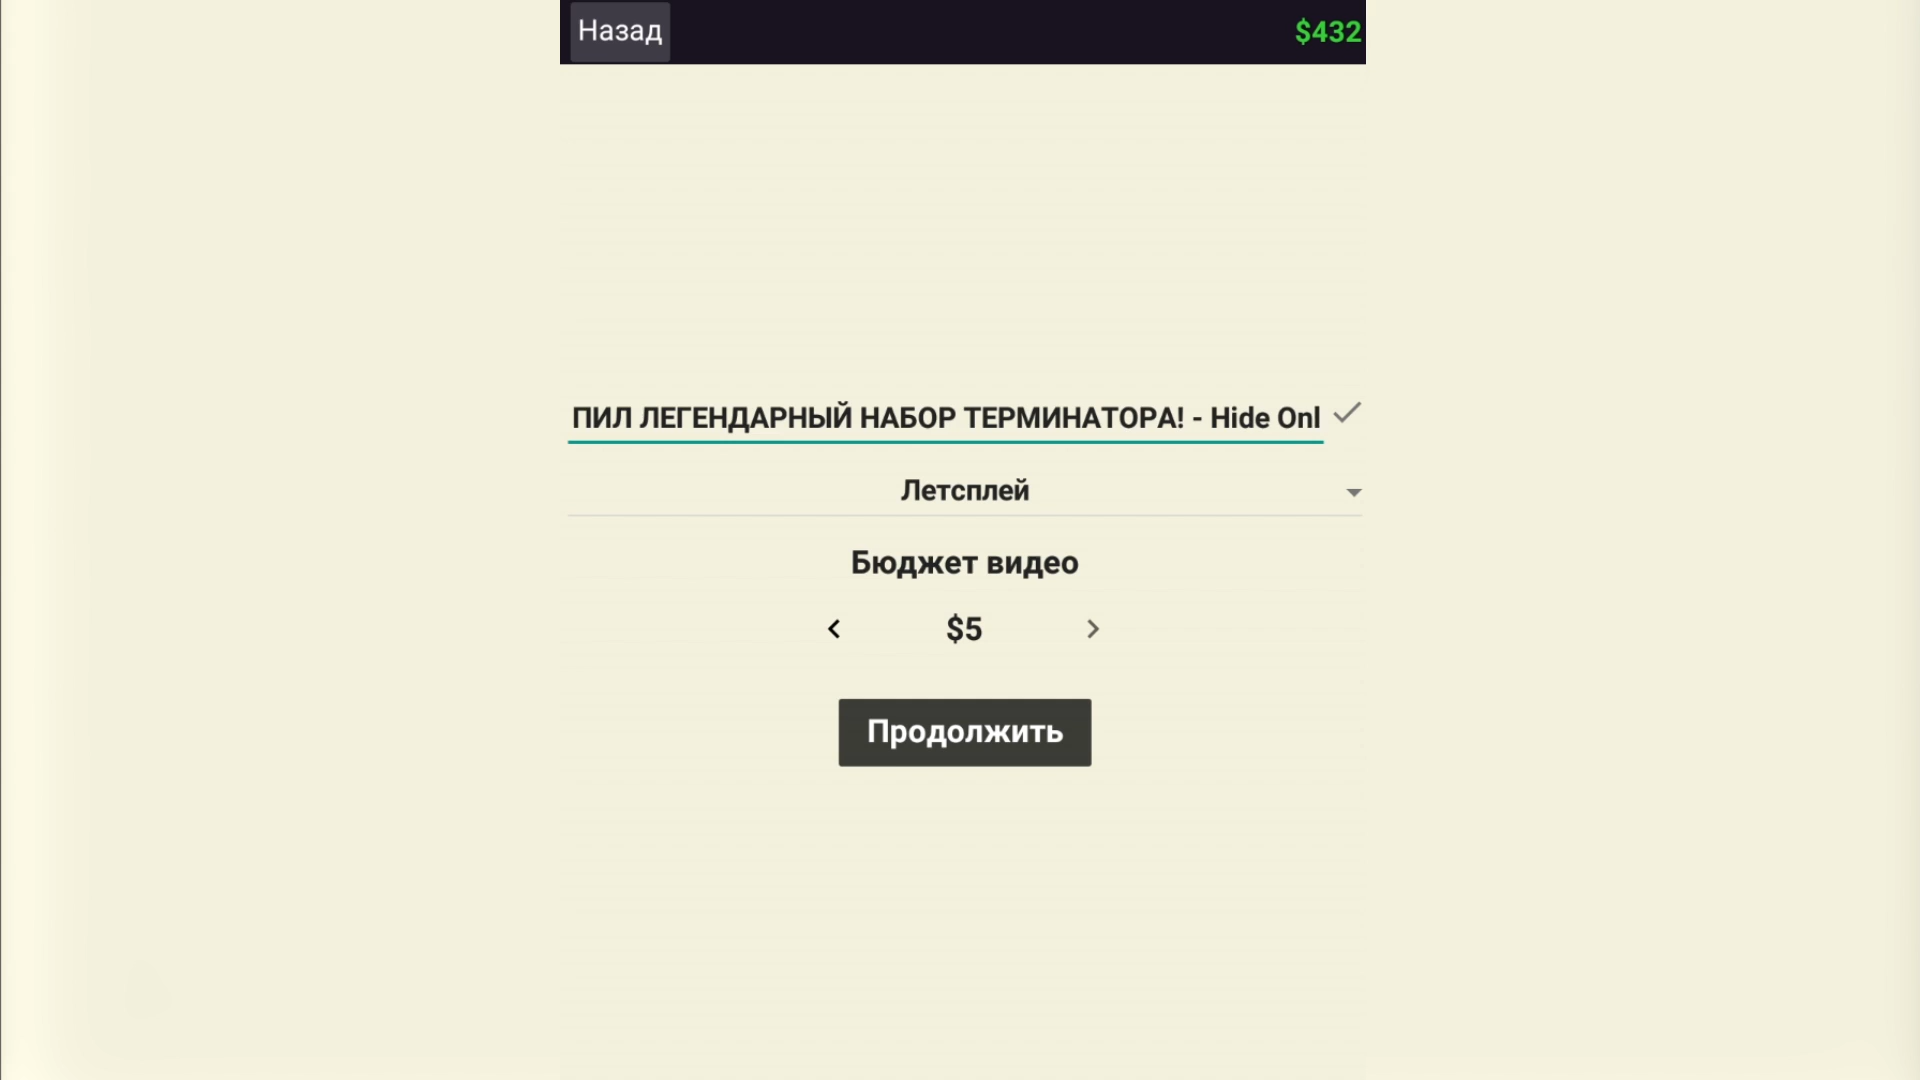 Назад
$432
ПИЛ ЛЕГЕНДАРНЫЙ НАБОР ТЕРМИНАТОРА! - Hide Onl
Летсплей
Бюджет видео
$5
Продолжить